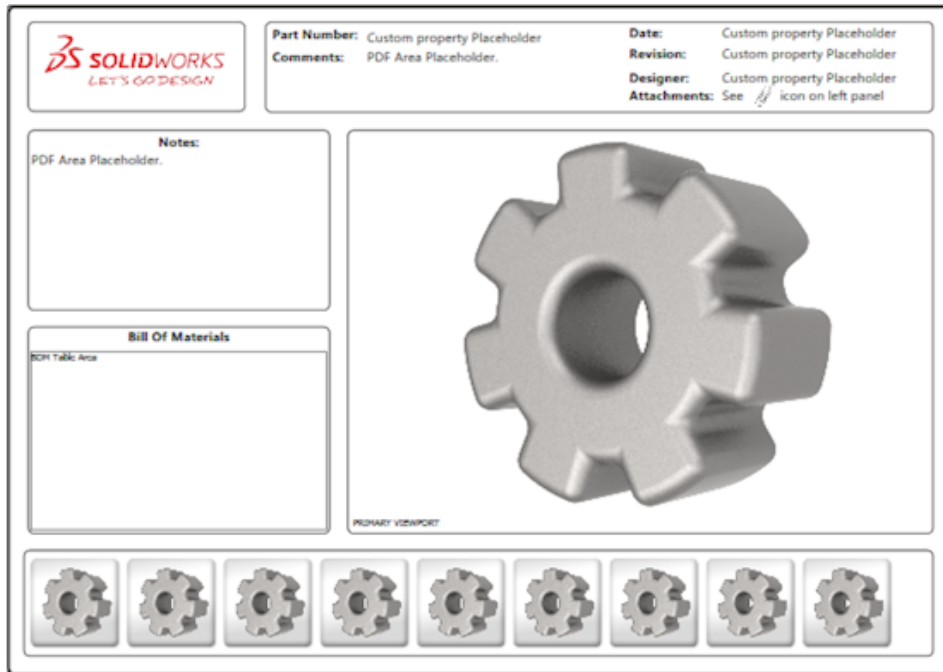 SOLIDWORKS
LET'S GO DESIGN
Part Number: Custom property Placeholder
Comments: PDF Area Placeholder.
Date: Custom property Placeholder
Revision: Custom property Placeholder
Designer: Custom property Placeholder
Attachments: See icon on left panel
Notes:
PDF Area Placeholder.
Bill Of Materials
BOM Table Area
PRIMARY VIEWPORT